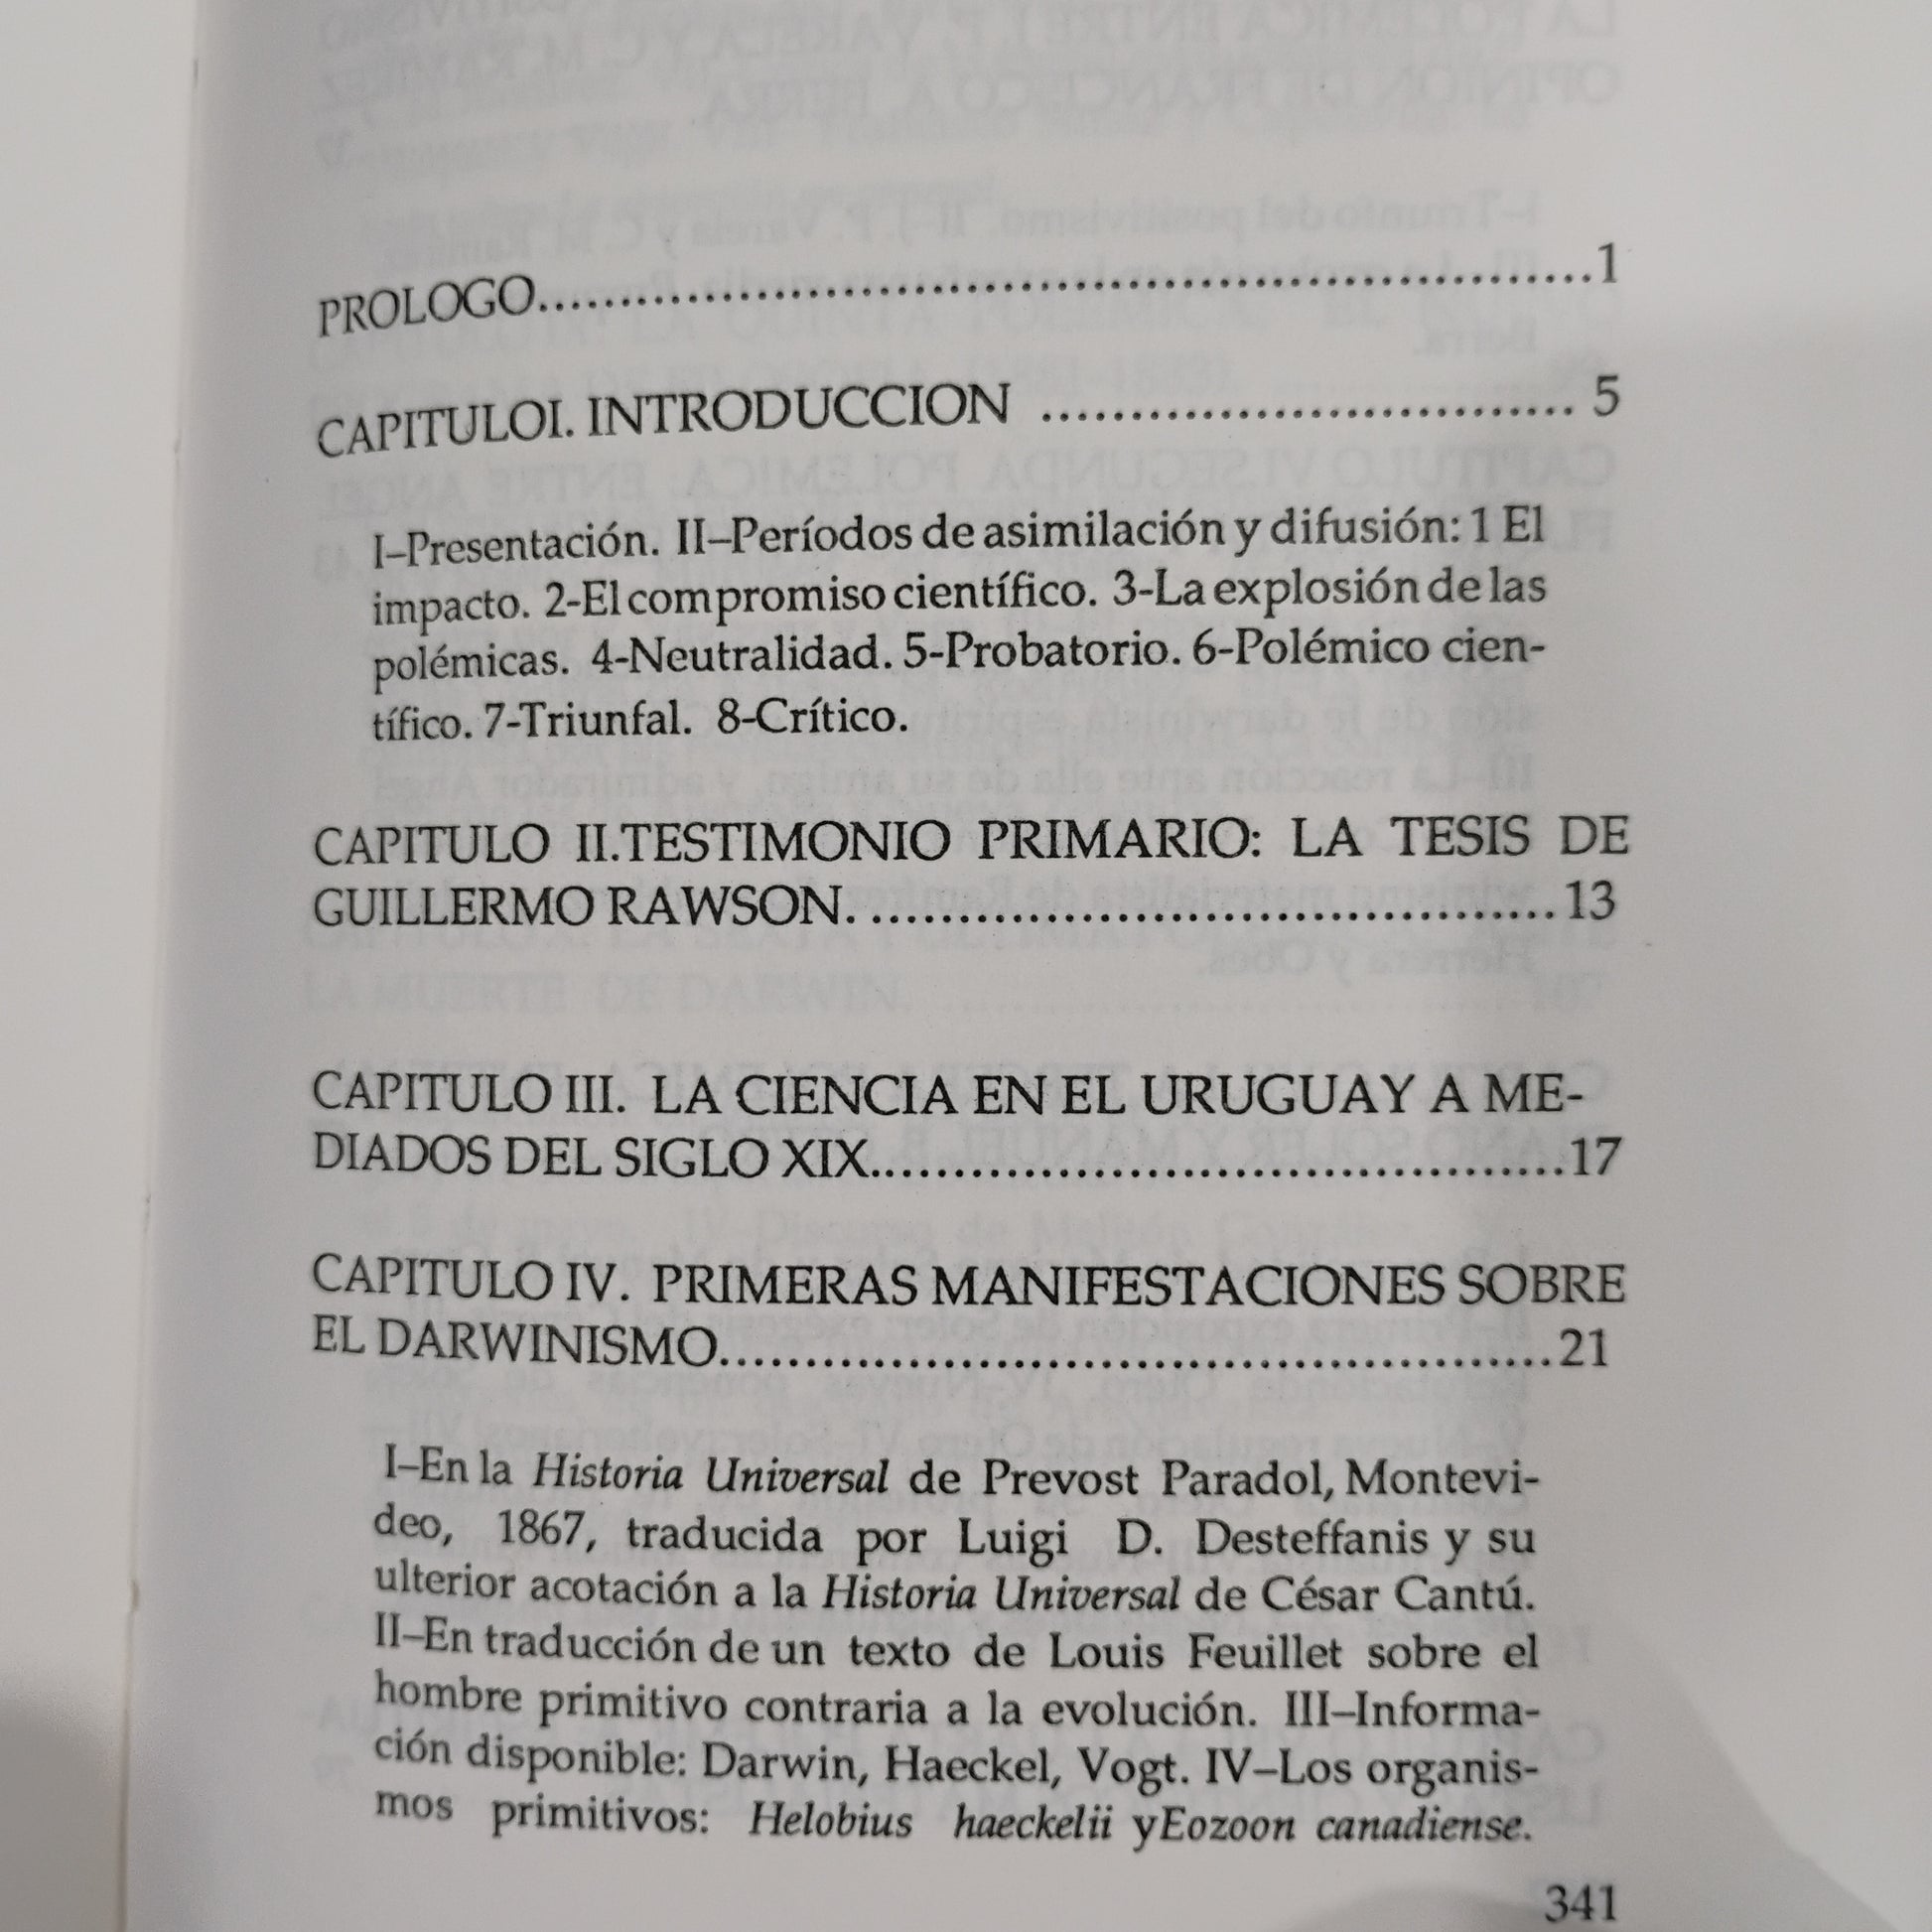 PROLOGO..................................................................1
CAPITULOI. INTRODUCCION ................................ 5
I–Presentación. II–Períodos de asimilación y difusión: 1 El
impacto. 2-El compromiso científico. 3-La explosión de las
polémicas. 4-Neutralidad. 5-Probatorio. 6-Polémico cien-
tífico. 7-Triunfal. 8-Crítico.
CAPITULO II.TESTIMONIO PRIMARIO: LA TESIS DE
GUILLERMO RAWSON. ..........................................13
CAPITULO III. LA CIENCIA EN EL URUGUAY A ME-
DIADOS DEL SIGLO XIX..........................................17
CAPITULO IV. PRIMERAS MANIFESTACIONES SOBRE
EL DARWINISMO...................................................21
I–En la Historia Universal de Prevost Paradol, Montevi-
deo, 1867, traducida por Luigi D. Desteffanis y su
ulterior acotación a la Historia Universal de César Cantú.
II–En traducción de un texto de Louis Feuillet sobre el
hombre primitivo contraria a la evolución. III–Informa-
ción disponible: Darwin, Haeckel, Vogt. IV–Los organis-
mos primitivos: Helobius haeckelii yEozoon canadiense.
341